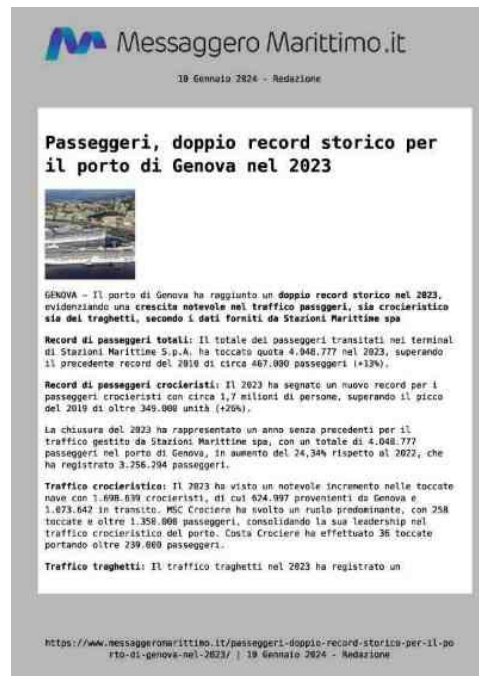 Messaggero Marittimo.it
10 Gennaio 2024 - Redazione
Passeggeri, doppio record storico per
il porto di Genova nel 2023
GENOVA – Il porto di Genova ha raggiunto un doppio record storico nel 2023,
evidenziando una crescita notevole nel traffico passggeri, sia crocieristico
sia dei traghetti, secondo i dati forniti da Stazioni Marittime spa
Record di passeggeri totali: Il totale dei passeggeri transitati nei terminal
di Stazioni Marittime S.p.A. ha toccato quota 4.048.777 nel 2023, superando
il precedente record del 2019 di circa 467.000 passeggeri (+13%).
Record di passeggeri crocieristi: Il 2023 ha segnato un nuovo record per i
passeggeri crocieristi con circa 1,7 milioni di persone, superando il picco
del 2019 di oltre 349.000 unità (+26%).
La chiusura del 2023 ha rappresentato un anno senza precedenti per il
traffico gestito da Stazioni Marittime spa, con un totale di 4.048.777
passeggeri nel porto di Genova, in aumento del 24,34% rispetto al 2022, che
ha registrato 3.256.294 passeggeri.
Traffico crocieristico: Il 2023 ha visto un notevole incremento nelle toccate
nave con 1.698.639 crocieristi, di cui 624.997 provenienti da Genova e
1.073.642 in transito. MSC Crociere ha svolto un ruolo predominante, con 258
toccate e oltre 1.350.000 passeggeri, consolidando la sua leadership nel
traffico crocieristico del porto. Costa Crociere ha effettuato 36 toccate
portando oltre 239.000 passeggeri.
Traffico traghetti: Il traffico traghetti nel 2023 ha registrato un
https://www.messaggeromarittimo.it/passeggeri-doppio-record-storico-per-il-po
rto-di-genova-nel-2023/ | 10 Gennaio 2024 - Redazione